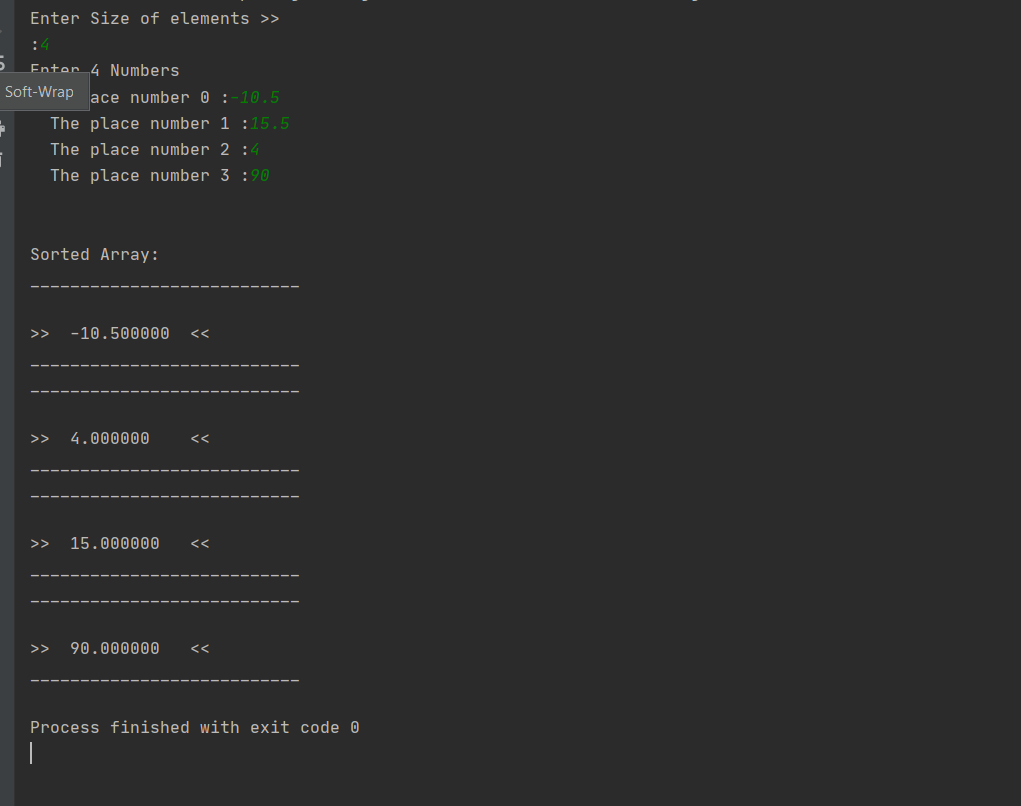 Enter Size of elements >>
:4
Enter 4 Numbers
Soft-Wrap
ace number 0 :-10.5
The place number 1 :15.5
The place number 2 :4
The place number 3 :90
Sorted Array:
---------------------------
>>  -10.500000  <<
---------------------------
---------------------------
>>  4.000000    <<
---------------------------
---------------------------
>>  15.000000   <<
---------------------------
---------------------------
>>  90.000000   <<
---------------------------
Process finished with exit code 0